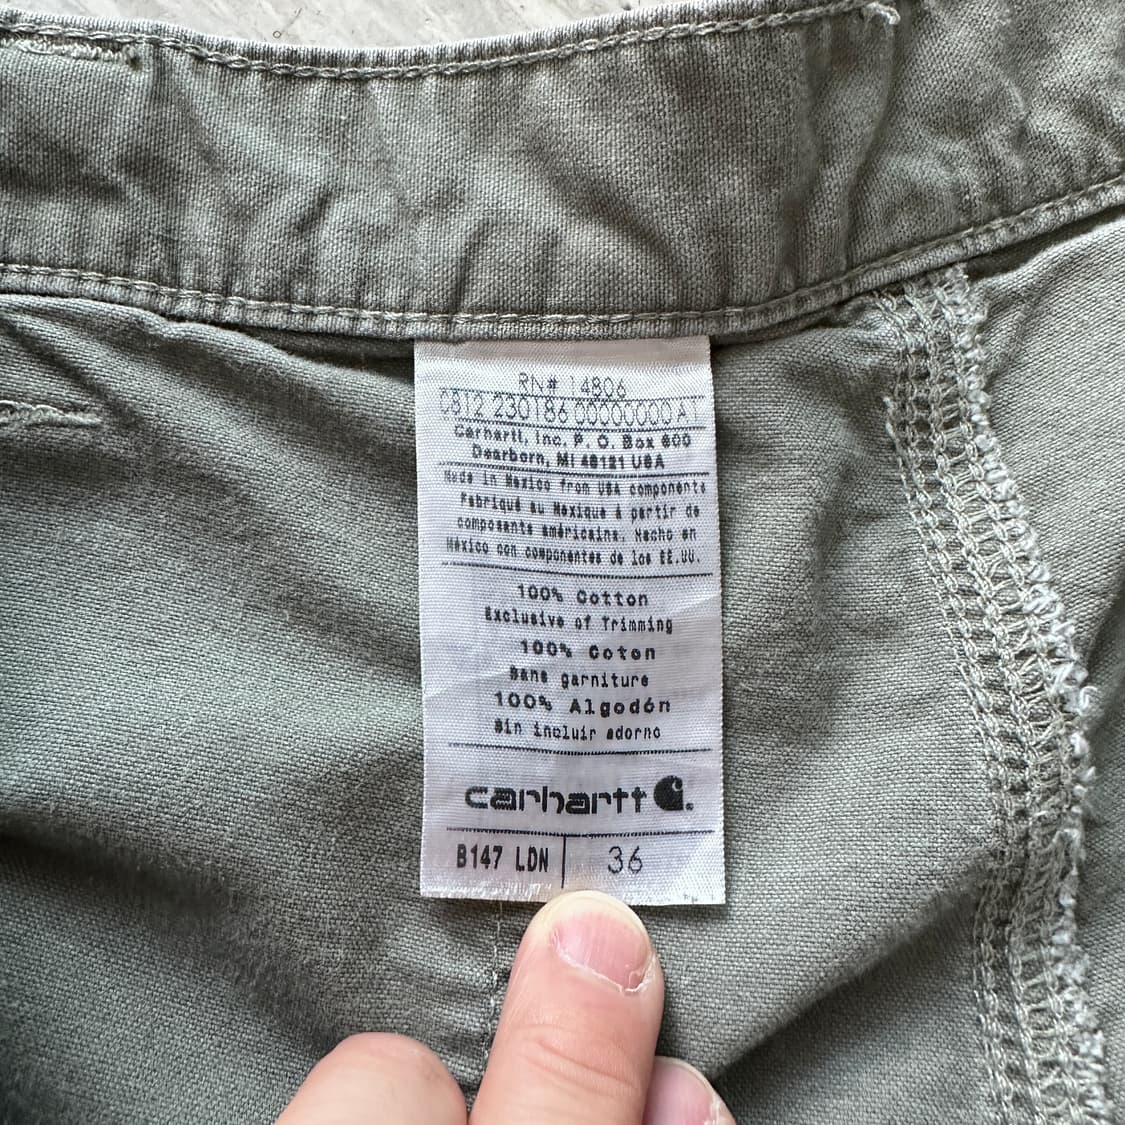 RN# 14806
0812 230186 00000000 AT
Carhartt, Inc. P. O. Box 600
Dearborn, MI 48121 USA
Made in Mexico from USA components
Fabriqué au Mexique à partir de
composants américains. Hecho en
México con componentes de los EE.UU.
100% Cotton
Exclusive of Trimming
100% Coton
Sans garniture
100% Algodón
Sin incluir adorno
carhartt
B147 LDN 36